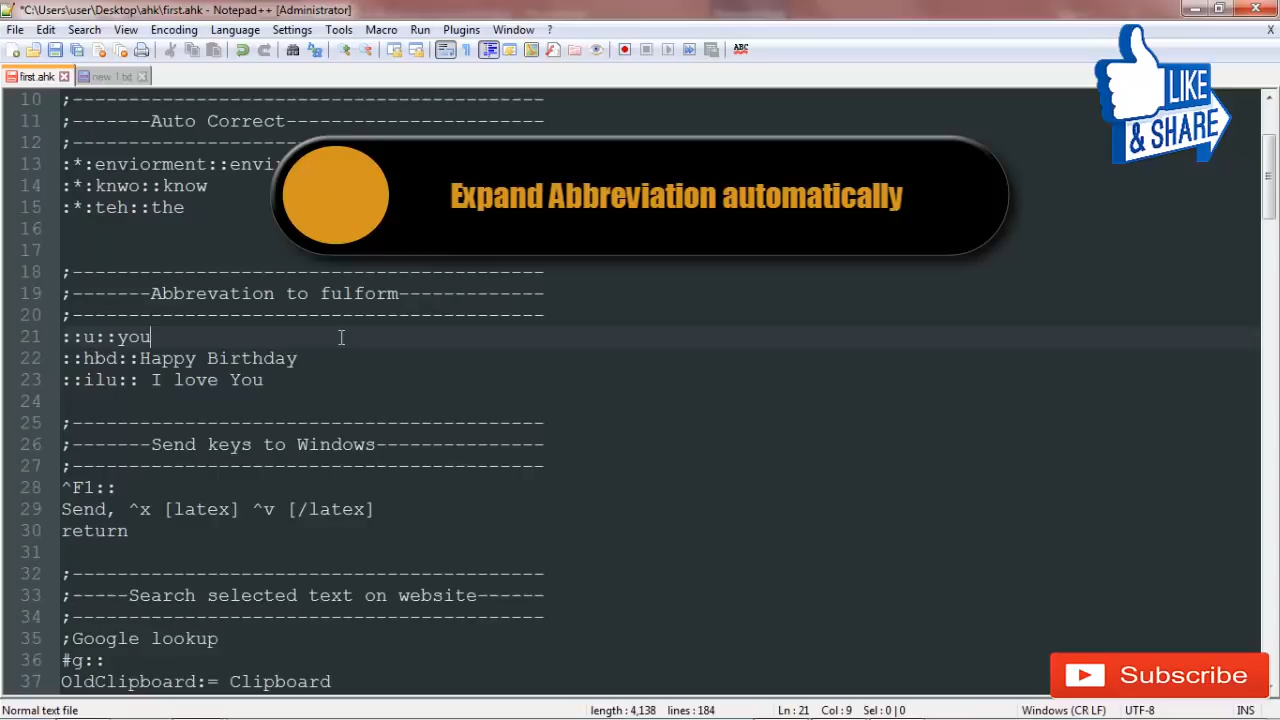 *C:\Users\user\Desktop\ahk\first.ahk - Notepad++ [Administrator]
File Edit Search View Encoding Language Settings Tools Macro Run Plugins Window ? X
ABC
first.ahk new 1.txt
LIKE
& SHARE
10 ;------------------------------------------
11 ;-------Auto Correct-----------------------
12 ;------------------------------------------
13 :*:enviorment::envi
14 :*:knwo::know
15 :*:teh::the
Expand Abbreviation automatically
16
17
18 ;------------------------------------------
19 ;-------Abbrevation to fulform-------------
20 ;------------------------------------------
21 ::u::you
22 ::hbd::Happy Birthday
23 ::ilu:: I love You
24
25 ;------------------------------------------
26 ;-------Send keys to Windows---------------
27 ;------------------------------------------
28 ^F1::
29 Send, ^x [latex] ^v [/latex]
30 return
31
32 ;------------------------------------------
33 ;-----Search selected text on website------
34 ;------------------------------------------
35 ;Google lookup
36 #g::
37 OldClipboard:= Clipboard
Subscribe
Normal text file length : 4,138 lines : 184 Ln : 21 Col : 9 Sel : 0 | 0 Windows (CR LF) UTF-8 INS